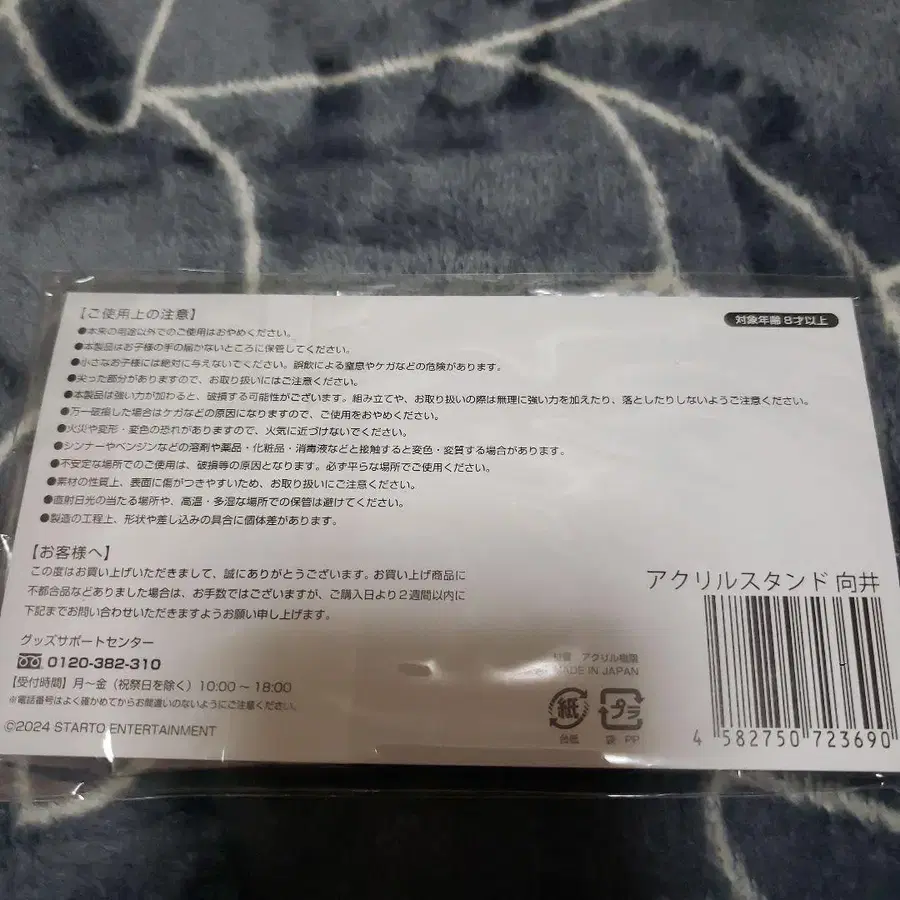 【ご使用上の注意】
対象年齢8才以上
●本来の用途以外でのご使用はおやめください。
●本製品はお子様の手の届かないところに保管してください。
●小さなお子様には絶対に与えないでください。誤飲による窒息やケガなどの危険があります。
●尖った部分がありますので、お取り扱いにはご注意ください。
●本製品は強い力が加わると、破損する可能性がございます。組み立てや、お取り扱いの際は無理に強い力を加えたり、落としたりしないようご注意ください。
●万一破損した場合はケガなどの原因になりますので、ご使用をおやめください。
●火災や変形・変色の恐れがありますので、火気に近づけないでください。
●シンナーやベンジンなどの溶剤や薬品・化粧品・消毒液などと接触すると変色・変質する場合があります。
●不安定な場所でのご使用は、破損等の原因となります。必ず平らな場所でご使用ください。
●素材の性質上、表面に傷がつきやすいため、お取り扱いにご注意ください。
●直射日光の当たる場所や、高温・多湿な場所での保管は避けてください。
●製造の工程上、形状や差し込みの具合に個体差があります。
【お客様へ】
この度はお買い上げいただきまして、誠にありがとうございます。お買い上げ商品に
不都合品などありました場合は、お手数ではございますが、ご購入日より2週間以内に
下記までお問い合わせいただきますようお願い申し上げます。
グッズサポートセンター
0120-382-310
【受付時間】月～金（祝祭日を除く）10:00～18:00
※電話番号はよく確かめてからお間違いのないようにご注意ください。
©2024 STARTO ENTERTAINMENT
アクリルスタンド 向井
材質 アクリル樹脂
MADE IN JAPAN
紙
プラ
台紙
袋 PP
4 582750 723690